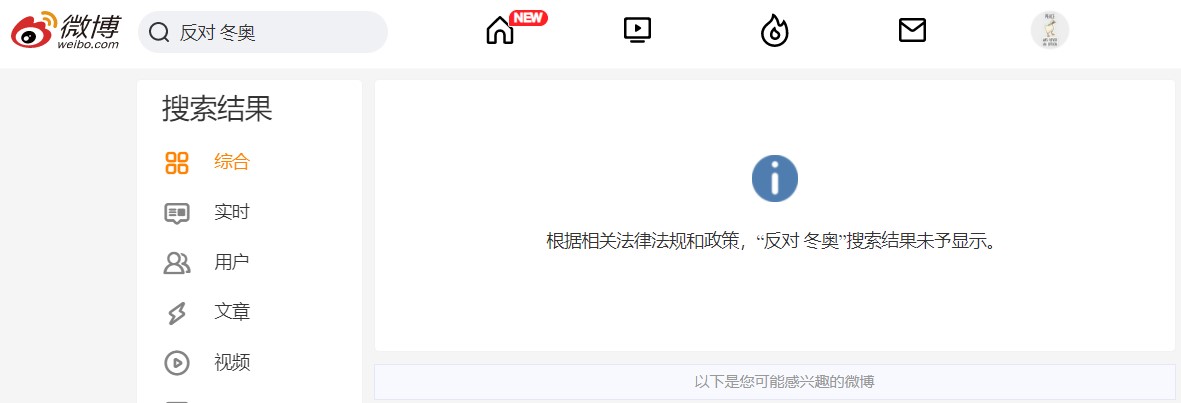 微博
weibo.com
反对 冬奥
NEW
搜索结果
综合
实时
用户
文章
视频
根据相关法律法规和政策，“反对 冬奥”搜索结果未予显示。
以下是您可能感兴趣的微博